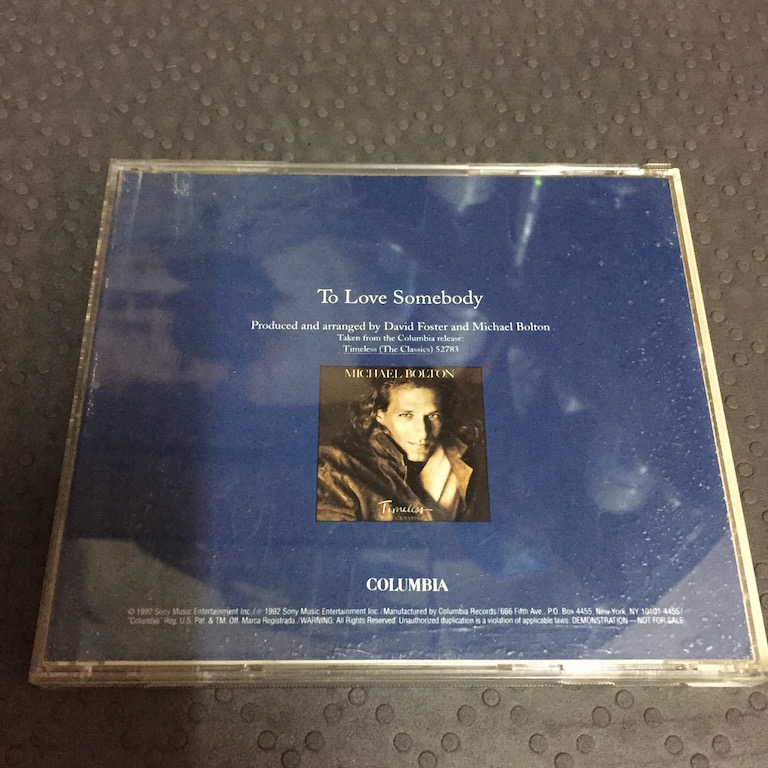 To Love Somebody
Produced and arranged by David Foster and Michael Bolton
Taken from the Columbia release:
Timeless (The Classics) 52783
MICHAEL BOLTON
Timeless
CLASSICS
COLUMBIA
© 1992 Sony Music Entertainment Inc./℗ 1992 Sony Music Entertainment Inc./Manufactured by Columbia Records/666 Fifth Ave., P.O. Box 4455, New York, NY 10101-4455/
"Columbia" Reg. U.S. Pat. & TM. Off. Marca Registrada./WARNING: All Rights Reserved. Unauthorized duplication is a violation of applicable laws. DEMONSTRATION—NOT FOR SALE